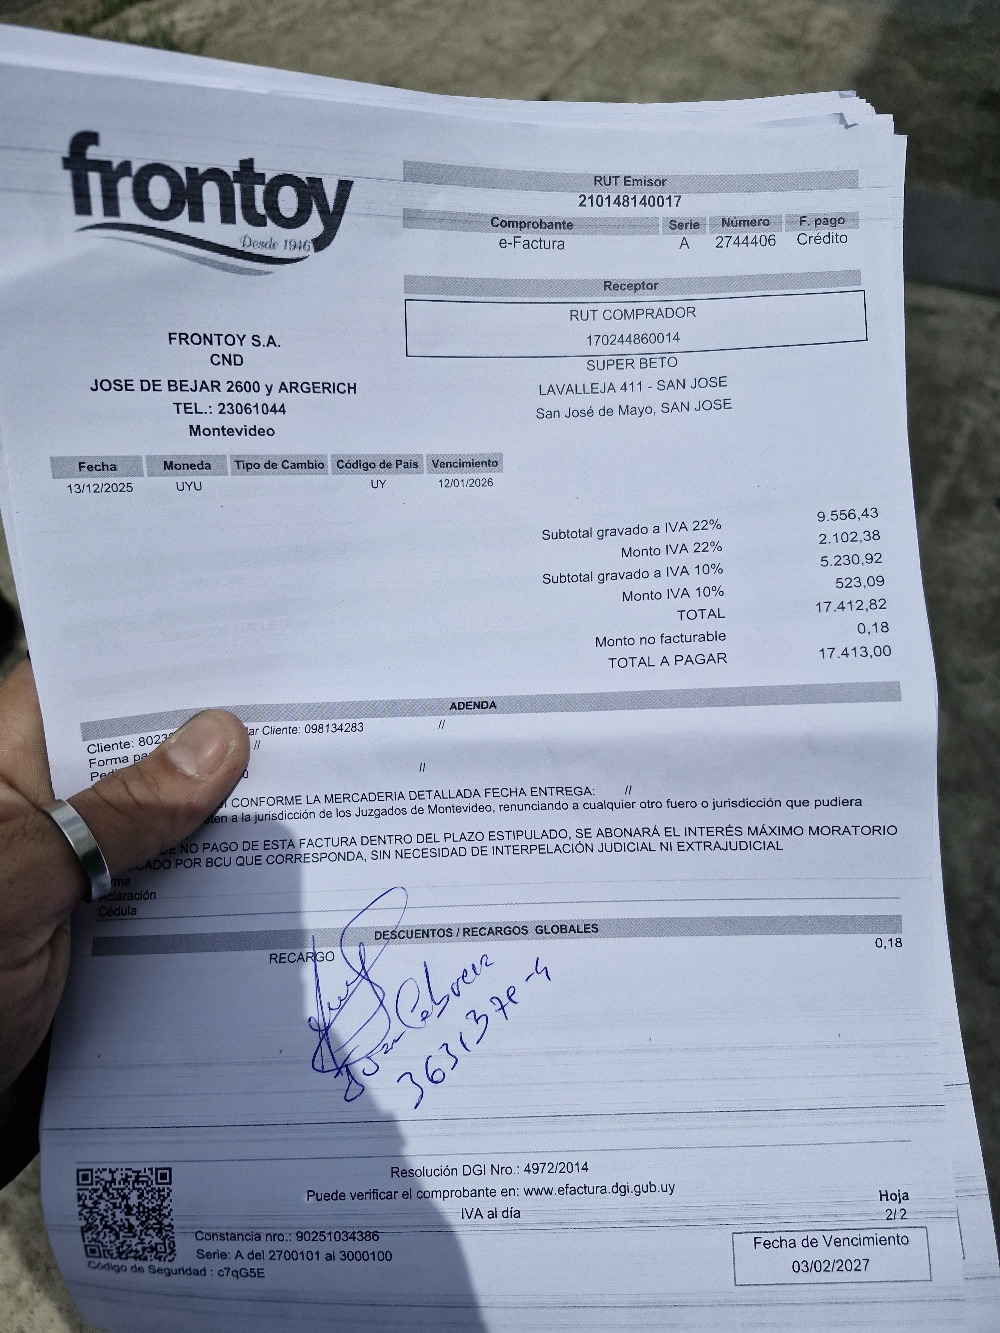 frontoy
Desde 1946
RUT Emisor
210148140017
Comprobante Serie Número F. pago
e-Factura A 2744406 Crédito
Receptor
RUT COMPRADOR
170244860014
SUPER BETO
LAVALLEJA 411 - SAN JOSE
San José de Mayo, SAN JOSE
FRONTOY S.A.
CND
JOSE DE BEJAR 2600 y ARGERICH
TEL.: 23061044
Montevideo
Fecha Moneda Tipo de Cambio Código de País Vencimiento
13/12/2025 UYU UY 12/01/2026
Subtotal gravado a IVA 22% 9.556,43
Monto IVA 22% 2.102,38
Subtotal gravado a IVA 10% 5.230,92
Monto IVA 10% 523,09
TOTAL 17.412,82
Monto no facturable 0,18
TOTAL A PAGAR 17.413,00
ADENDA
Cliente: 802 Cliente: 098134283 //
Forma //
//
CONFORME LA MERCADERIA DETALLADA FECHA ENTREGA: //
a la jurisdicción de los Juzgados de Montevideo, renunciando a cualquier otro fuero o jurisdicción que pudiera
NO PAGO DE ESTA FACTURA DENTRO DEL PLAZO ESTIPULADO, SE ABONARÁ EL INTERÉS MÁXIMO MORATORIO
POR BCU QUE CORRESPONDA, SIN NECESIDAD DE INTERPELACIÓN JUDICIAL NI EXTRAJUDICIAL
Aclaración
Cédula
DESCUENTOS / RECARGOS GLOBALES
RECARGO 0,18
Cabrera
Resolución DGI Nro.: 4972/2014
Puede verificar el comprobante en: www.efactura.dgi.gub.uy
IVA al día
Hoja
2/2
Constancia nro.: 90251034386
Serie: A del 2700101 al 3000100
Código de Seguridad : c7qG5E
Fecha de Vencimiento
03/02/2027